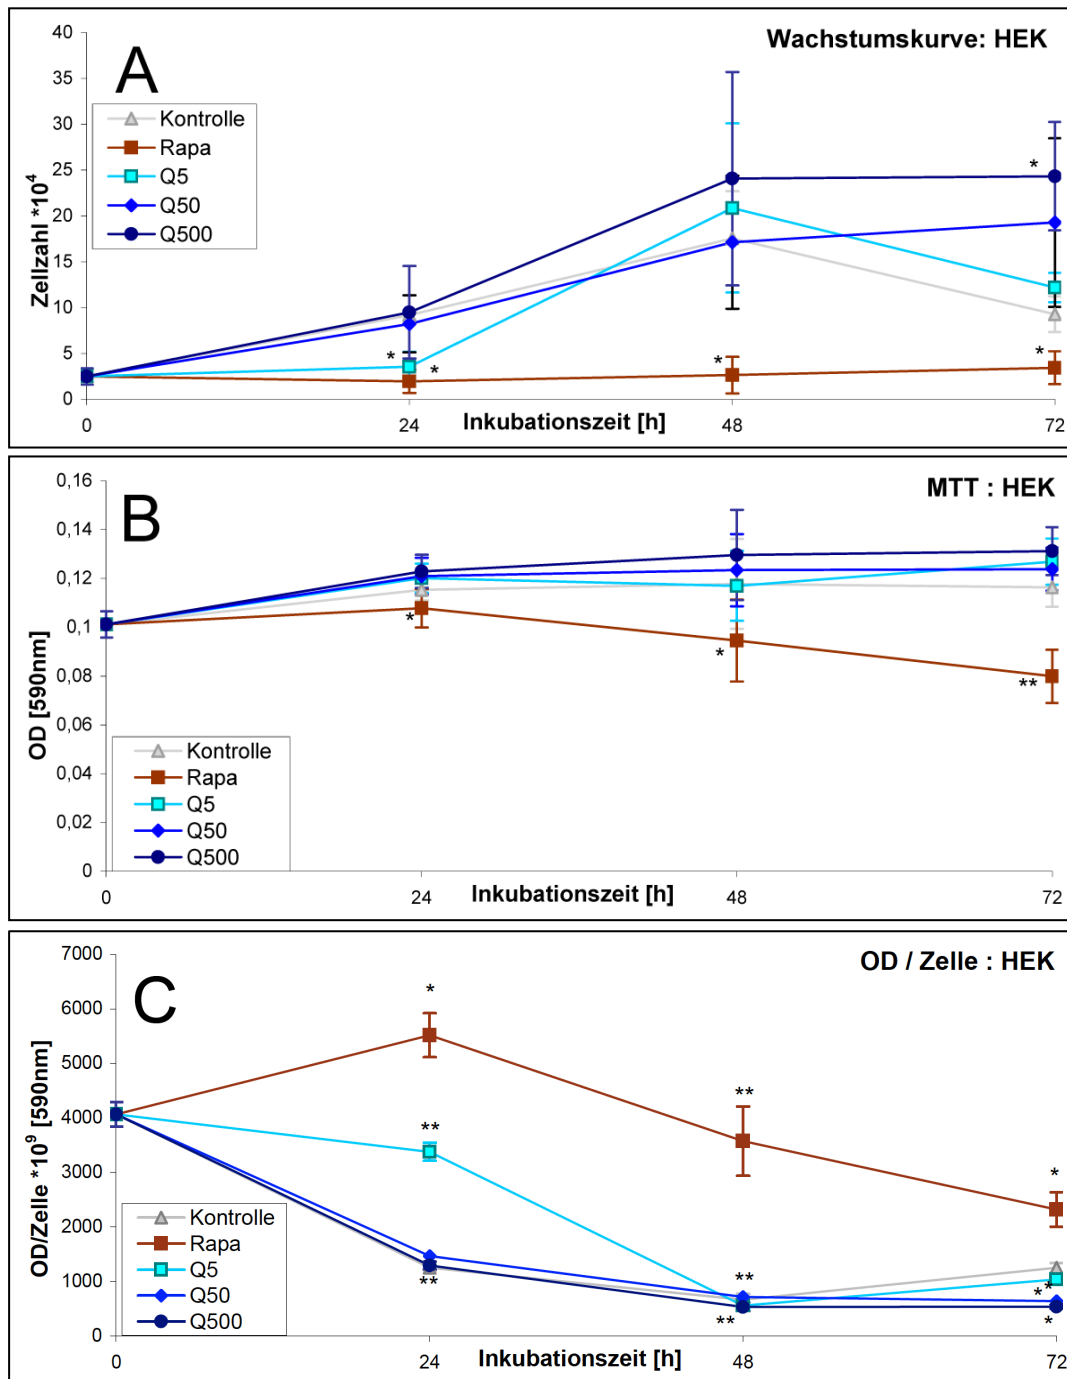 Wachstumskurve: HEK
A
40
35
30
25
20
15
10
5
0
Zellzahl *10⁴
Kontrolle
Rapa
Q5
Q50
Q500
*
*
*
*
*
0
24
48
72
Inkubationszeit [h]
MTT : HEK
B
0,16
0,14
0,12
0,1
0,08
0,06
0,04
0,02
0
OD [590nm]
*
*
**
Kontrolle
Rapa
Q5
Q50
Q500
0
24
48
72
Inkubationszeit [h]
OD / Zelle : HEK
C
7000
6000
5000
4000
3000
2000
1000
0
OD/Zelle *10⁹ [590nm]
*
**
**
*
**
**
**
**
*
Kontrolle
Rapa
Q5
Q50
Q500
0
24
48
72
Inkubationszeit [h]